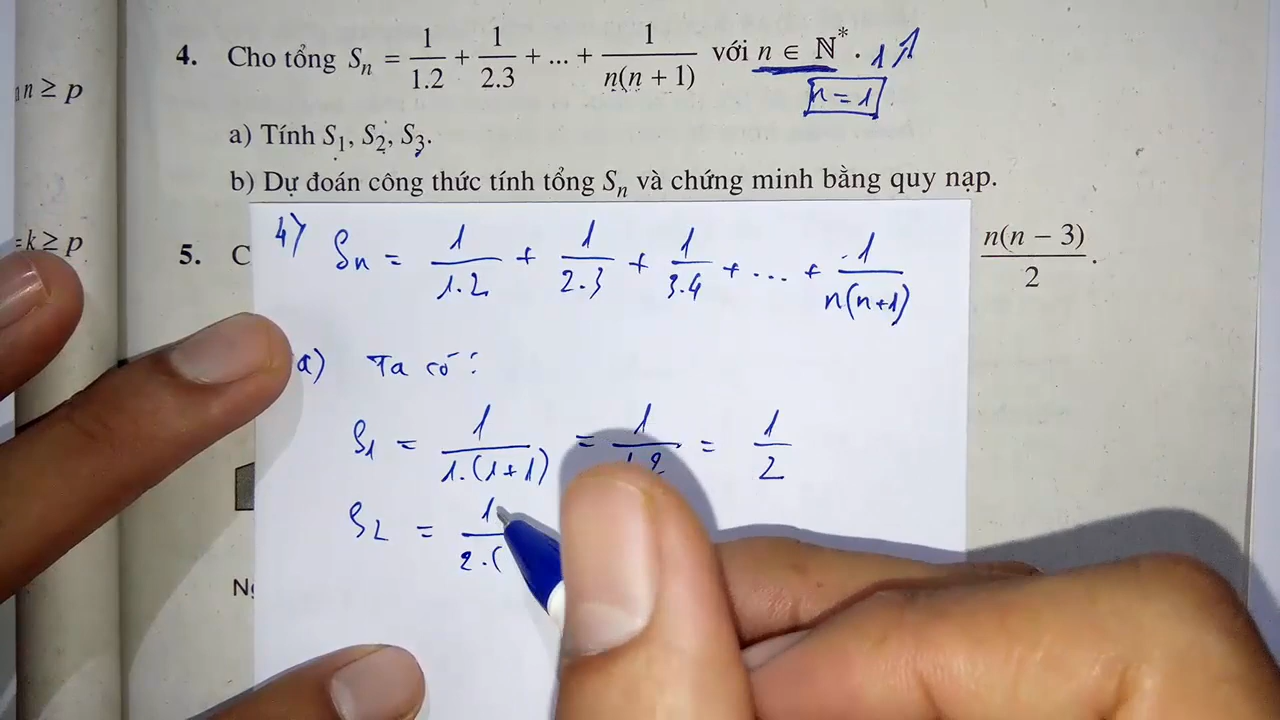 n ≥ p
4. Cho tổng Sₙ = 1/1.2 + 1/2.3 + ... + 1/n(n + 1) với n ∈ ℕ*. 1
n = 1
a) Tính S₁, S₂, S₃.
b) Dự đoán công thức tính tổng Sₙ và chứng minh bằng quy nạp.
= k ≥ p
5. C n(n − 3)/2.
4) Sn = 1/1.2 + 1/2.3 + 1/3.4 + ... + 1/n(n+1)
a) Ta có:
S1 = 1/1.(1+1) = 1/1.2 = 1/2
S2 = 1/2.(